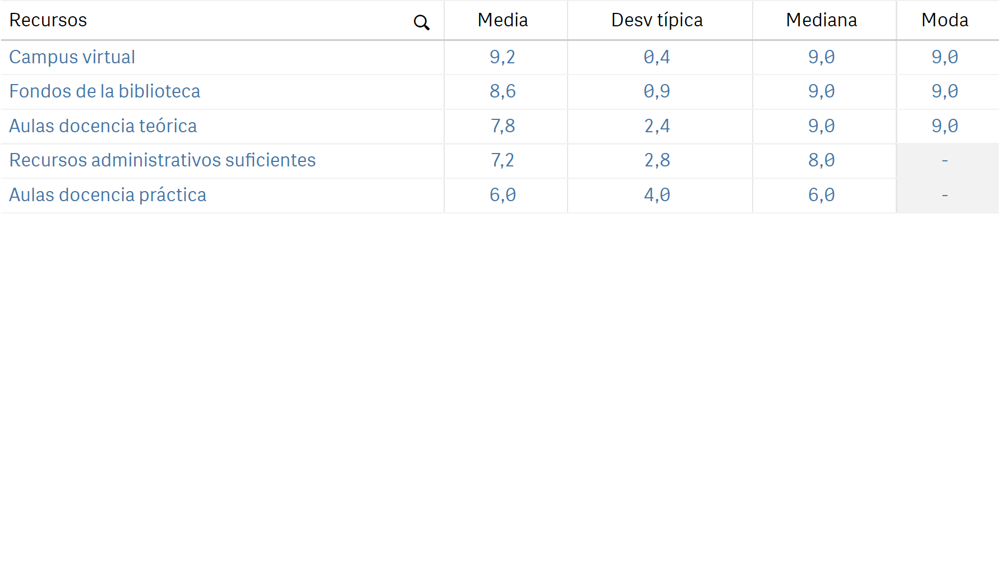 Recursos Media Desv típica Mediana Moda
Campus virtual 9,2 0,4 9,0 9,0
Fondos de la biblioteca 8,6 0,9 9,0 9,0
Aulas docencia teórica 7,8 2,4 9,0 9,0
Recursos administrativos suficientes 7,2 2,8 8,0 -
Aulas docencia práctica 6,0 4,0 6,0 -